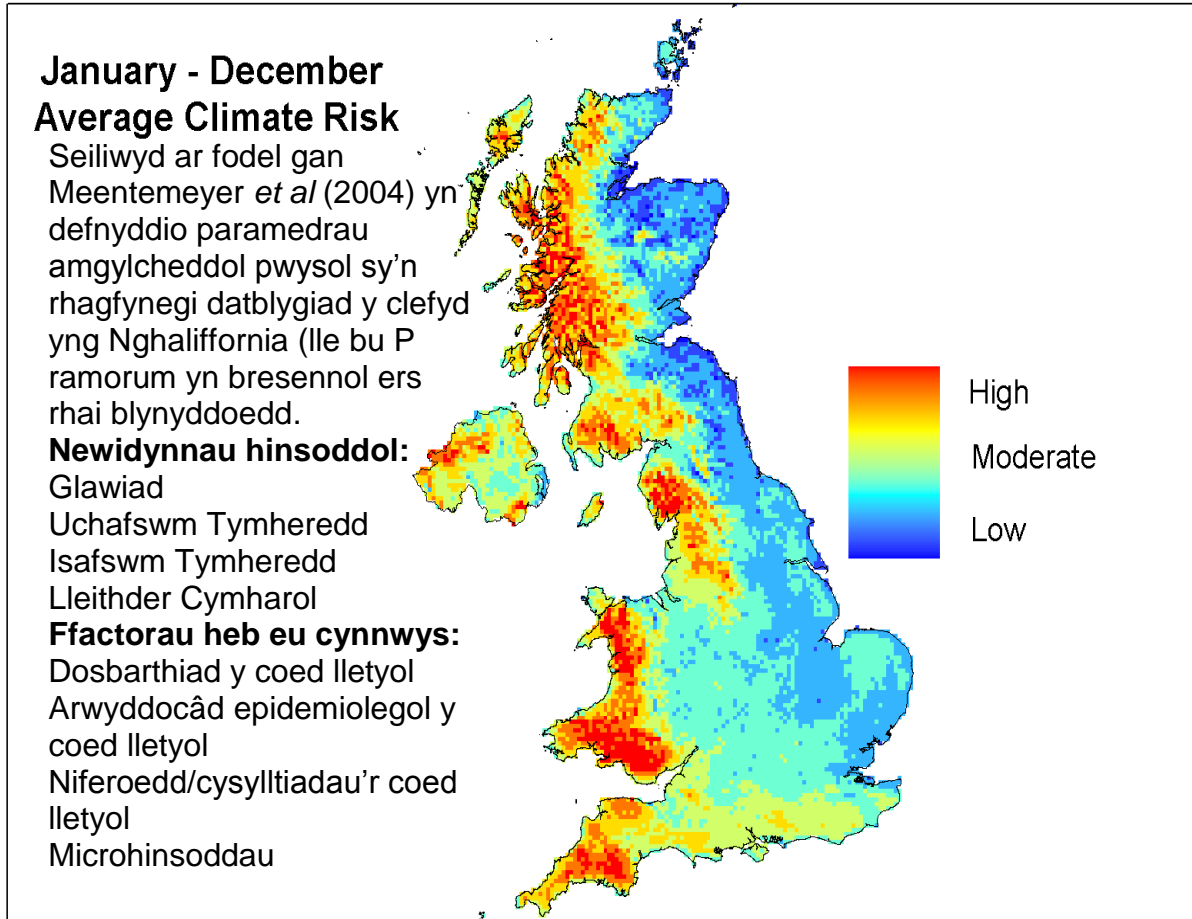 January - December
Average Climate Risk
Seiliwyd ar fodel gan
Meentemeyer et al (2004) yn
defnyddio paramedrau
amgylcheddol pwysol sy'n
rhagfynegi datblygiad y clefyd
yng Nghaliffornia (lle bu P
ramorum yn bresennol ers
rhai blynyddoedd.
Newidynnau hinsoddol:
Glawiad
Uchafswm Tymheredd
Isafswm Tymheredd
Lleithder Cymharol
Ffactorau heb eu cynnwys:
Dosbarthiad y coed lletyol
Arwyddocâd epidemiolegol y
coed lletyol
Niferoedd/cysylltiadau'r coed
lletyol
Microhinsoddau
High
Moderate
Low